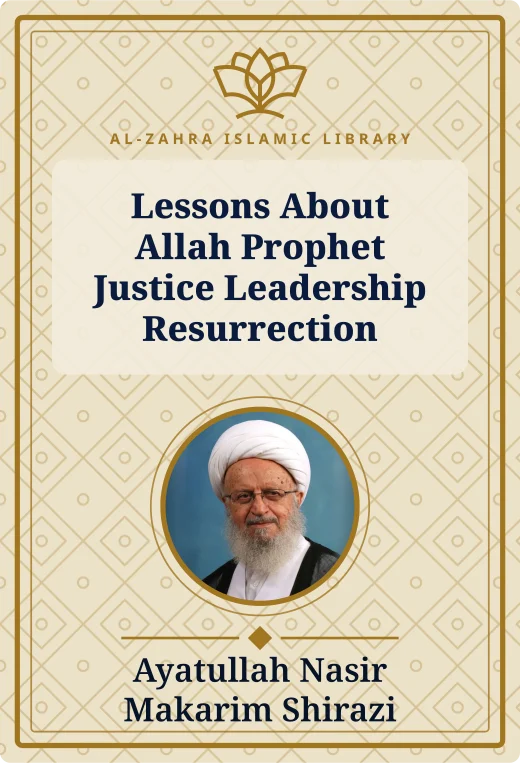 AL-ZAHRA ISLAMIC LIBRARY
Lessons About
Allah Prophet
Justice Leadership
Resurrection
Ayatullah Nasir
Makarim Shirazi